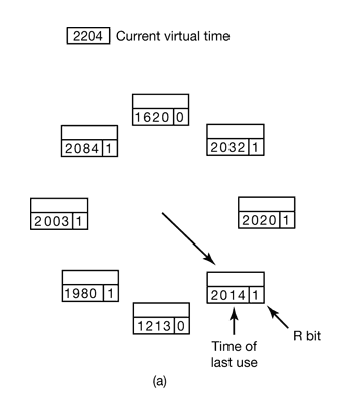 2204 Current virtual time
1620 0
2084 1
2032 1
2003 1
2020 1
1980 1
2014 1
1213 0
R bit
Time of
last use
(a)